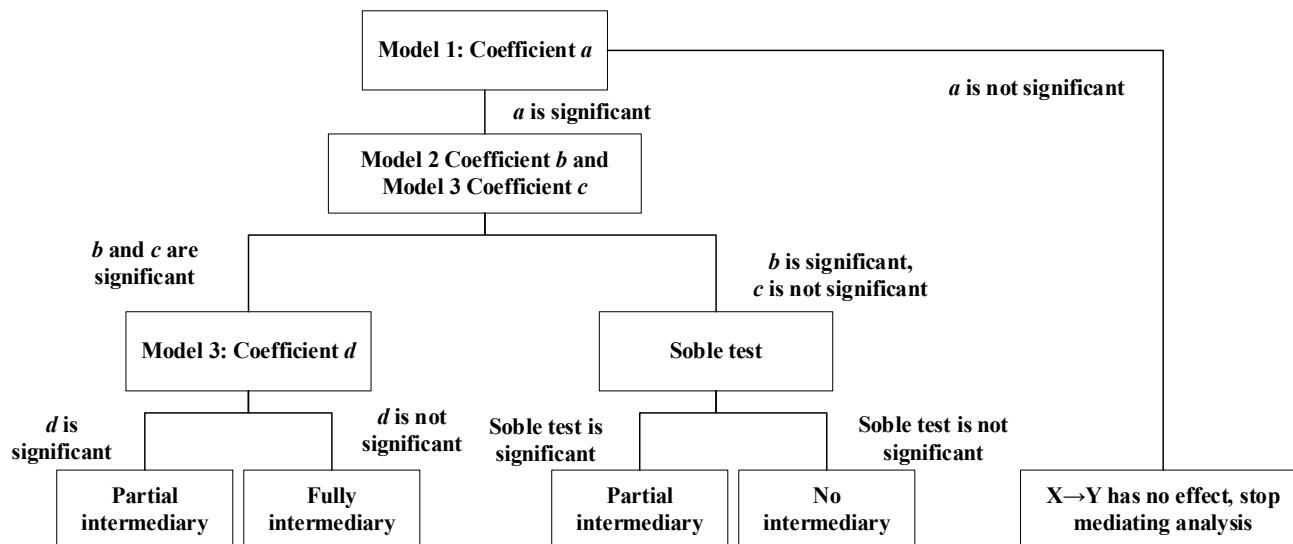 Model 1: Coefficient a
a is not significant
a is significant
Model 2 Coefficient b and
Model 3 Coefficient c
b and c are
significant
b is significant,
c is not significant
Model 3: Coefficient d
Soble test
d is
significant
d is not
significant
Soble test is
significant
Soble test is not
significant
Partial
intermediary
Fully
intermediary
Partial
intermediary
No
intermediary
X→Y has no effect, stop
mediating analysis